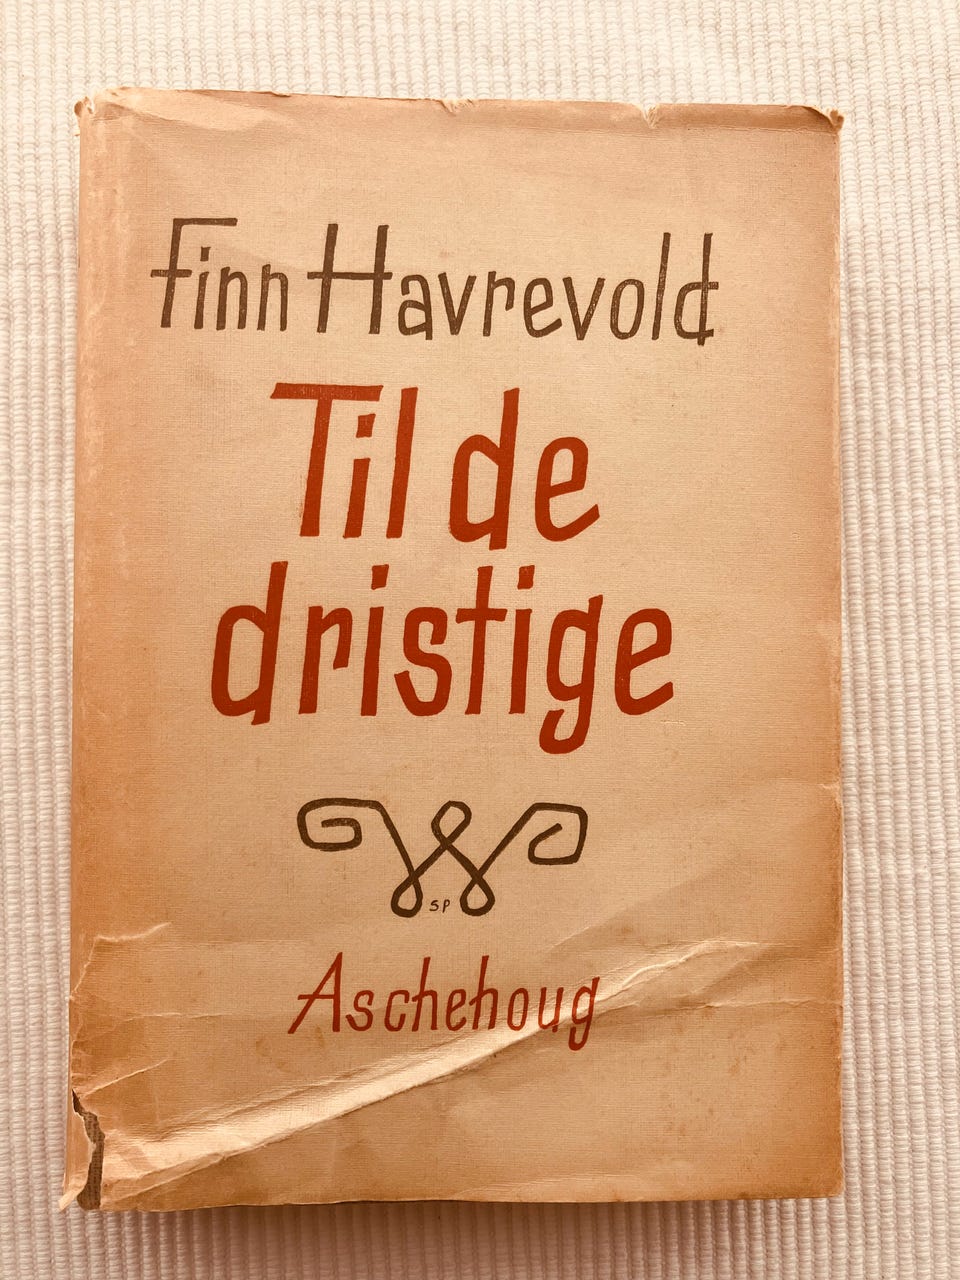 Finn Havrevold
Til de
dristige
SP
Aschehoug